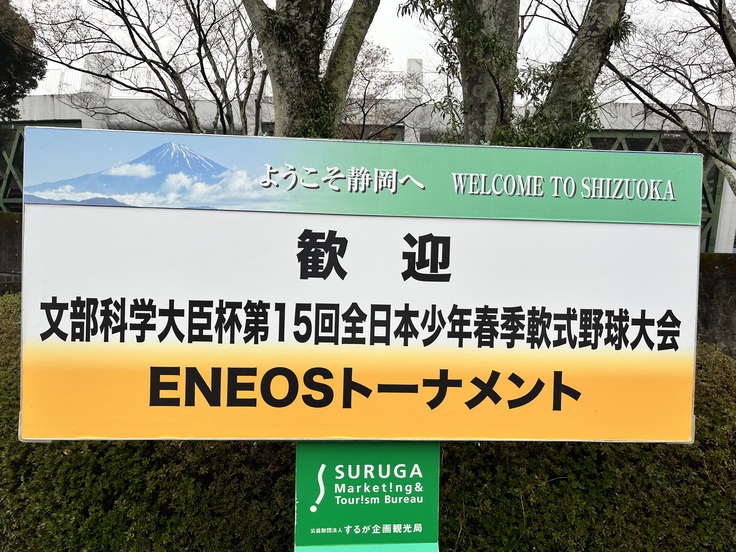 ようこそ静岡へ WELCOME TO SHIZUOKA
歓 迎
文部科学大臣杯第15回全日本少年春季軟式野球大会
ENEOSトーナメント
SURUGA
Market!ng&
Tour!sm Bureau
公益財団法人 するが企画観光局